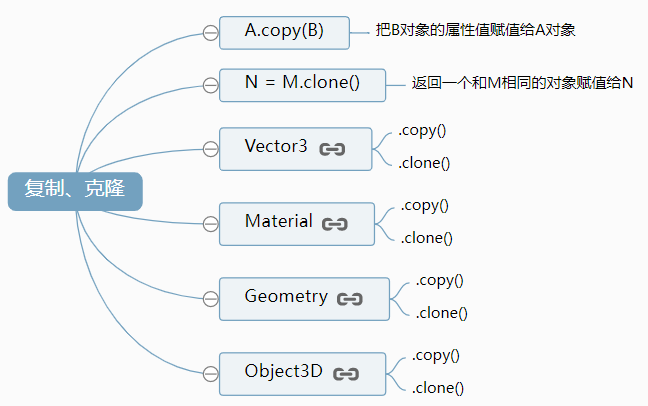 A.copy(B)
把B对象的属性值赋值给A对象
N = M.clone()
返回一个和M相同的对象赋值给N
Vector3
.copy()
.clone()
复制、克隆
Material
.copy()
.clone()
Geometry
.copy()
.clone()
Object3D
.copy()
.clone()